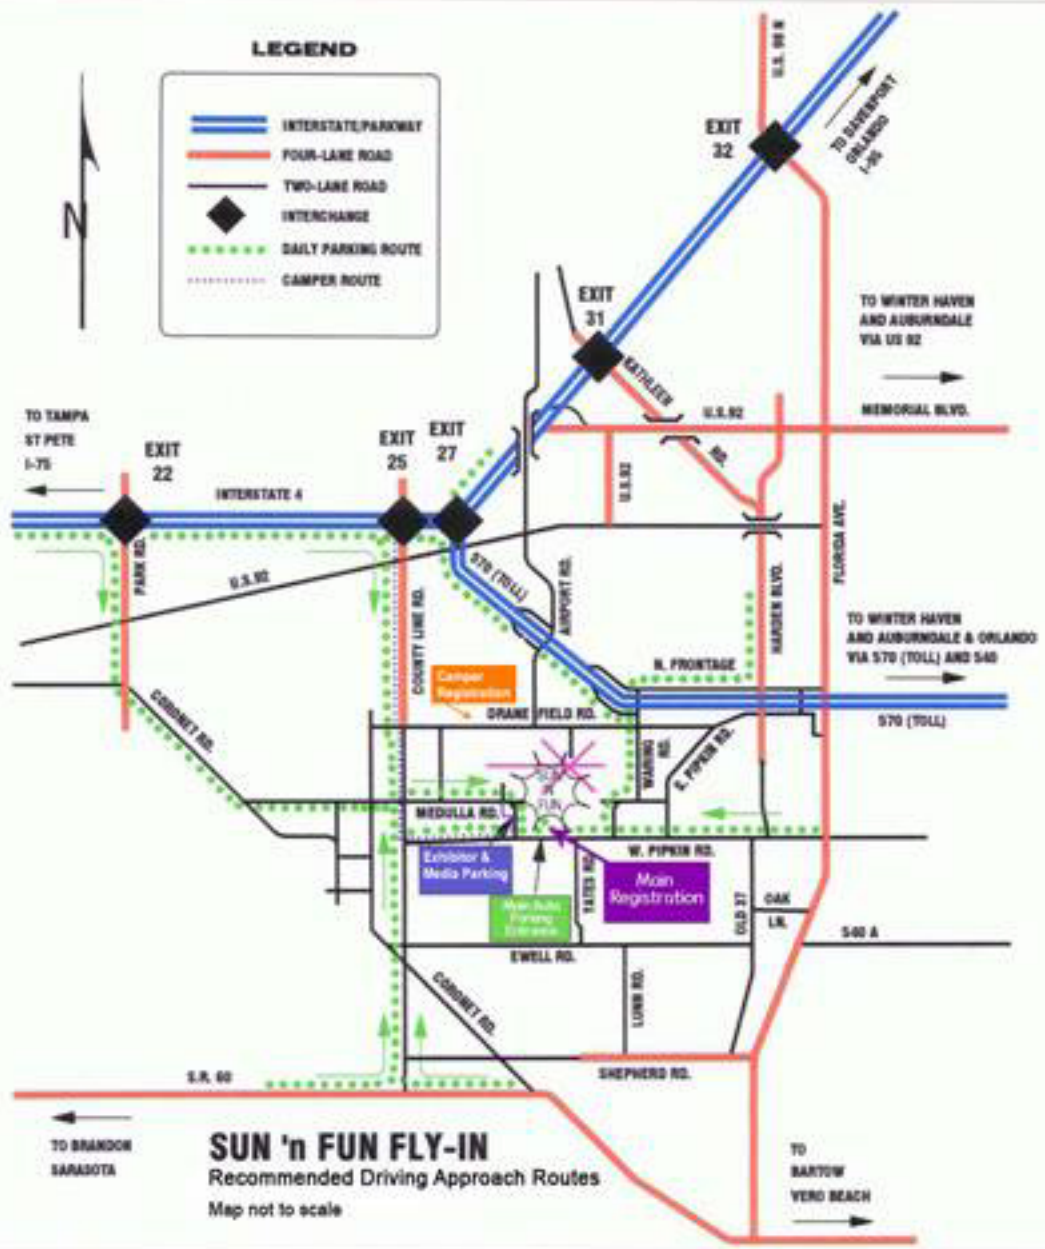 LEGEND
INTERSTATE/PARKWAY
FOUR-LANE ROAD
TWO-LANE ROAD
INTERCHANGE
DAILY PARKING ROUTE
CAMPER ROUTE
N
U.S. 98 N
EXIT
32
TO DAVENPORT
ORLANDO
EXIT
31
KATHLEEN
RD.
TO WINTER HAVEN
AND AUBURNDALE
VIA US 92
U.S.92
MEMORIAL BLVD.
TO TAMPA
ST PETE
I-75
EXIT
22
EXIT
25
EXIT
27
INTERSTATE 4
U.S.92
FLORIDA AVE.
PARK RD.
U.S.92
570 (TOLL)
AIRPORT RD.
HARDEN BLVD.
COUNTY LINE RD.
TO WINTER HAVEN
AND AUBURNDALE & ORLANDO
VIA 570 (TOLL) AND 540
N. FRONTAGE
Camper
Registration
DRANE FIELD RD.
570 (TOLL)
CORONET RD.
WARING
RD.
E. PIPKIN RD.
SUN
N
FUN
MEDULLA RD.
W. PIPKIN RD.
Exhibitor &
Media Parking
Main
Registration
YATES RD.
Main Auto
Parking
Entrance
OLD 37
OAK
LN.
540 A
EWELL RD.
CORONET RD.
LUNN RD.
SHEPHERD RD.
S.R. 60
TO BRANDON
SARASOTA
SUN 'n FUN FLY-IN
Recommended Driving Approach Routes
Map not to scale
TO
BARTOW
VERO BEACH